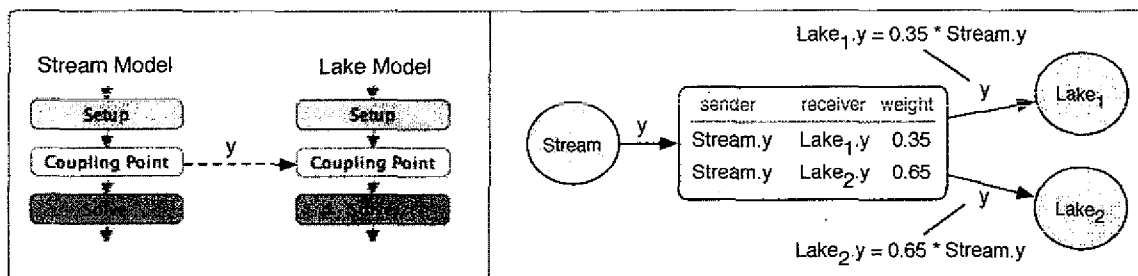 Stream Model
Lake Model
Setup
Setup
Coupling Point
y
Coupling Point
Lake₁.y = 0.35 * Stream.y
y
Lake₁
sender receiver weight
Stream
y
Stream.y Lake₁.y 0.35
Stream.y Lake₂.y 0.65
y
Lake₂
Lake₂.y = 0.65 * Stream.y